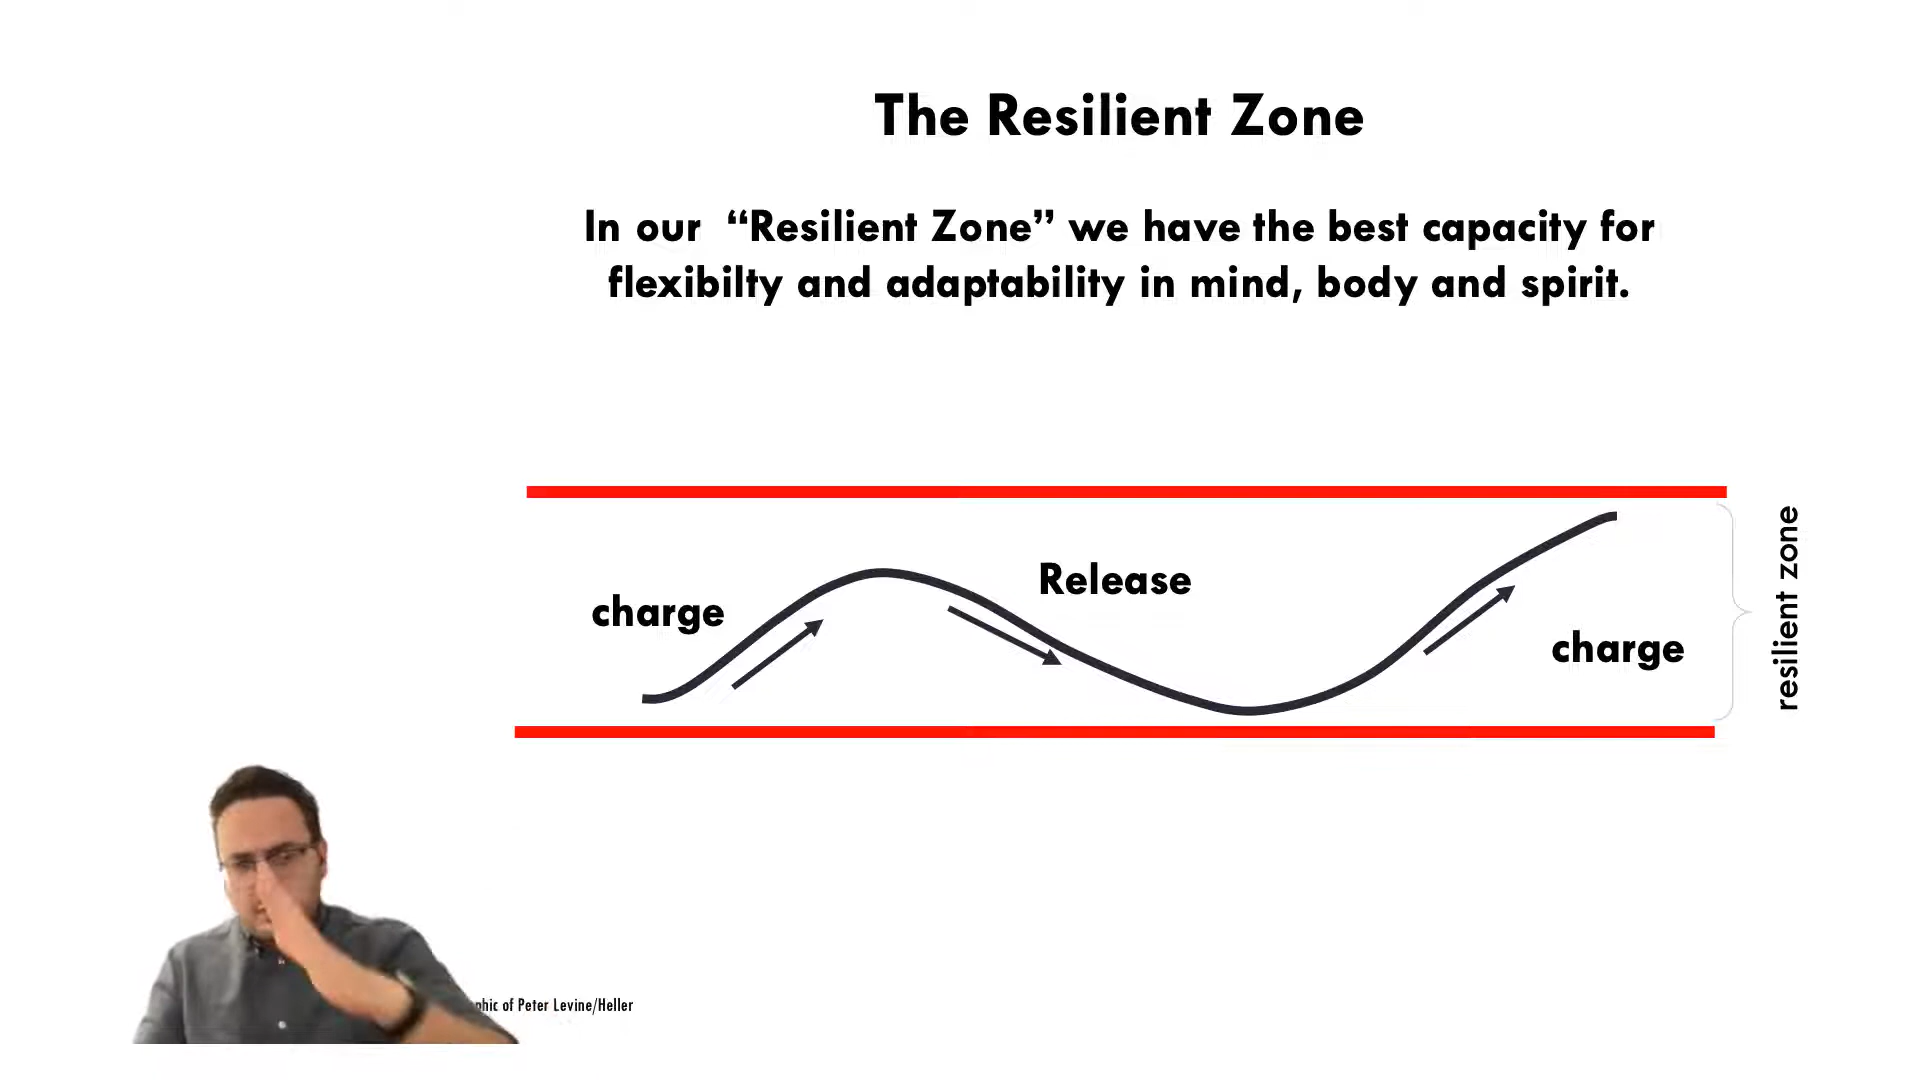 The Resilient Zone
In our “Resilient Zone” we have the best capacity for
flexibilty and adaptability in mind, body and spirit.
charge
Release
charge
resilient zone
of Peter Levine/Heller